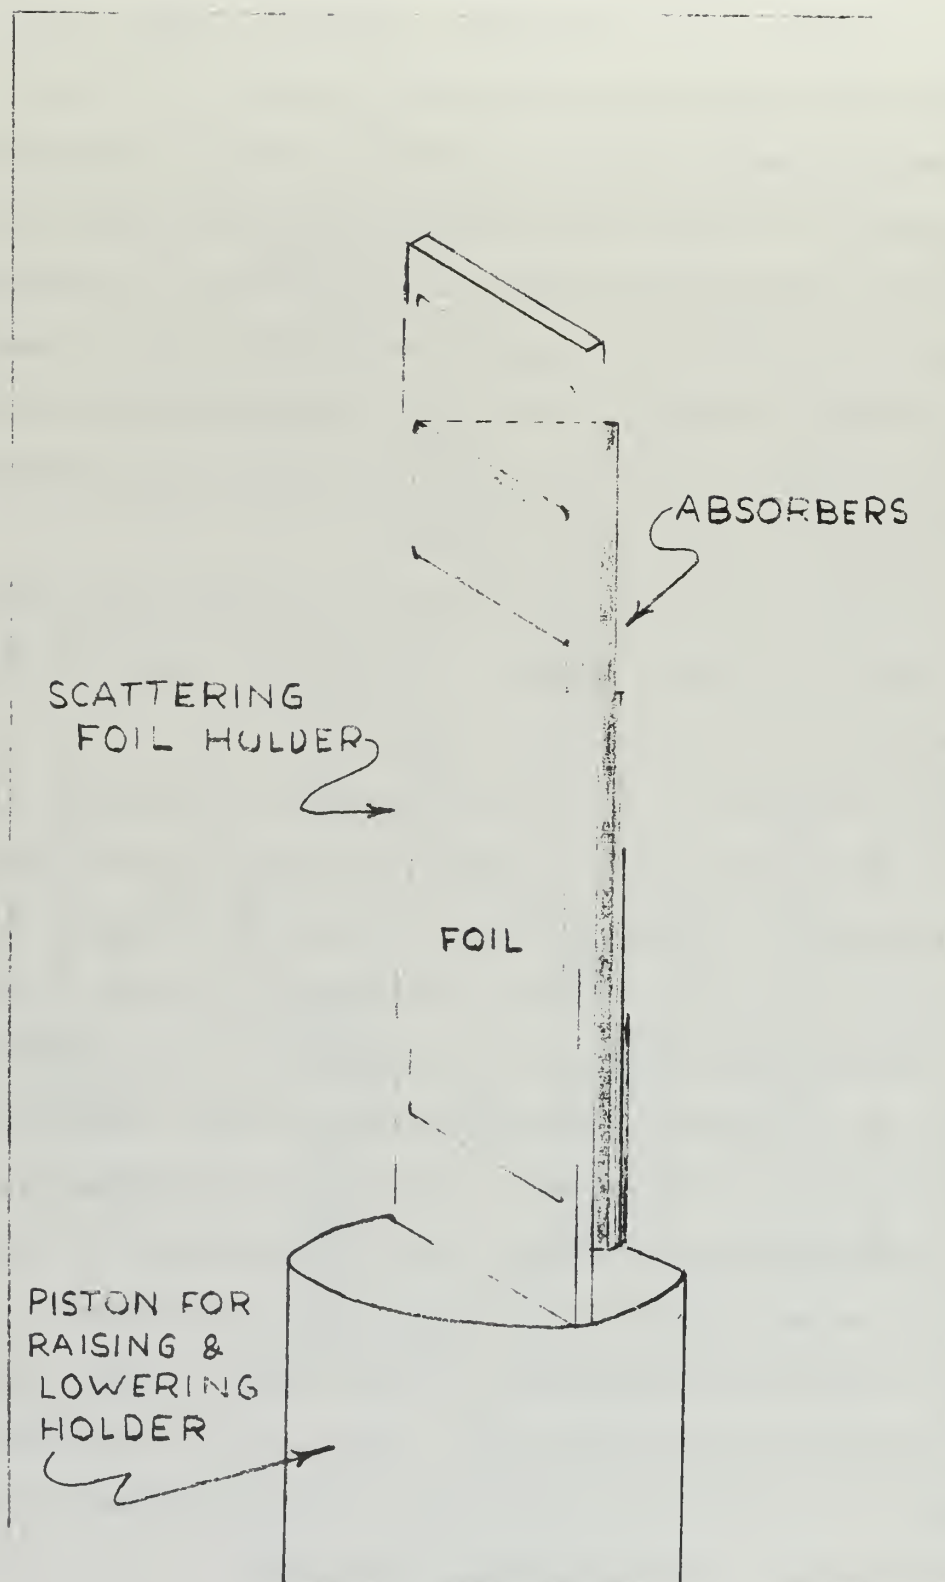 ABSORBERS
SCATTERING
FOIL HOLDER
FOIL
PISTON FOR
RAISING &
LOWERING
HOLDER